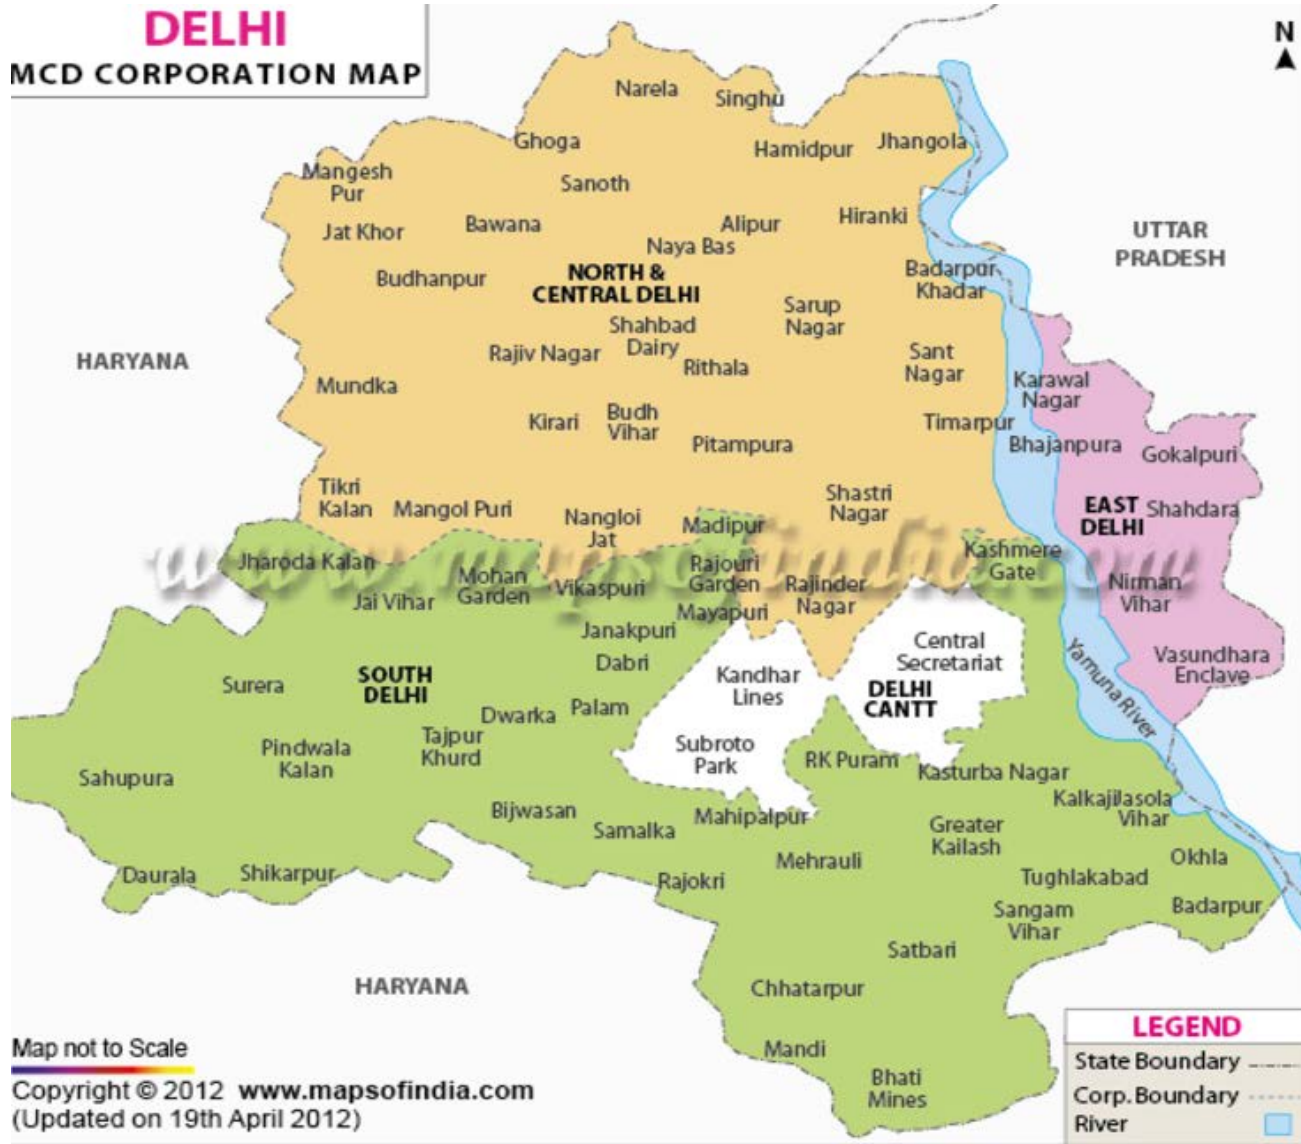 DELHI
MCD CORPORATION MAP
N
Narela
Singhu
Ghoga
Hamidpur
Jhangola
Mangesh
Pur
Sanoth
Jat Khor
Bawana
Alipur
Hiranki
Naya Bas
UTTAR
PRADESH
Budhanpur
NORTH &
CENTRAL DELHI
Badarpur
Khadar
Sarup
Nagar
Shahbad
Dairy
HARYANA
Rajiv Nagar
Rithala
Sant
Nagar
Mundka
Karawal
Nagar
Kirari
Budh
Vihar
Timarpur
Pitampura
Bhajanpura
Gokalpuri
Tikri
Kalan
Mangol Puri
Nangloi
Jat
Madipur
Shastri
Nagar
EAST
DELHI
Shahdara
www.mapsofindia.com
Jharoda Kalan
Kashmere
Gate
Mohan
Garden
Vikaspuri
Rajouri
Garden
Rajinder
Nagar
Nirman
Vihar
Jai Vihar
Mayapuri
Janakpuri
Central
Secretariat
Dabri
Vasundhara
Enclave
Yamuna River
Surera
SOUTH
DELHI
Kandhar
Lines
DELHI
CANTT
Dwarka
Palam
Pindwala
Kalan
Tajpur
Khurd
Subroto
Park
RK Puram
Kasturba Nagar
Sahupura
Kalkajilasola
Vihar
Bijwasan
Samalka
Mahipalpur
Greater
Kailash
Mehrauli
Okhla
Daurala
Shikarpur
Rajokri
Tughlakabad
Sangam
Vihar
Badarpur
Satbari
HARYANA
Chhatarpur
Mandi
Bhati
Mines
Map not to Scale
Copyright © 2012 www.mapsofindia.com
(Updated on 19th April 2012)
LEGEND
State Boundary
Corp. Boundary
River